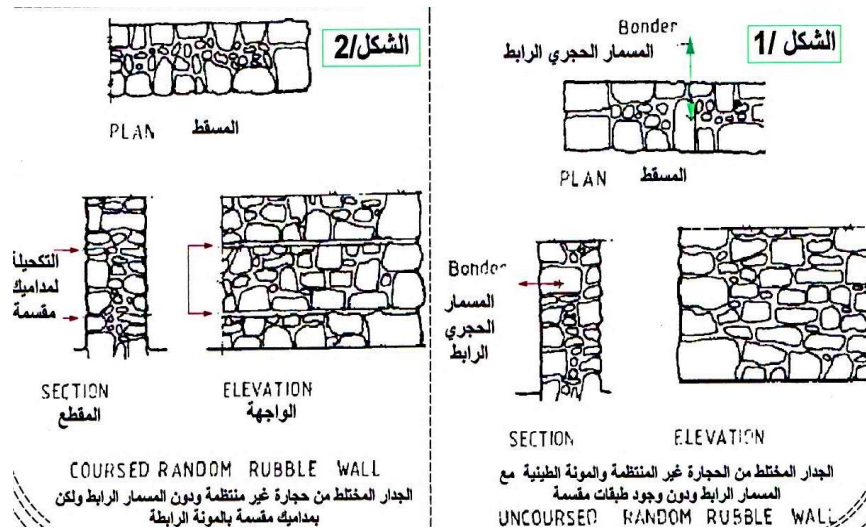 الشكل /1
Bonder
المسمار الحجري الرابط
PLAN
المسقط
Bonder
المسمار
الحجري
الرابط
SECTION
ELEVATION
الجدار المختلط من الحجارة غير المنتظمة والمونة الطينية مع
المسمار الرابط ودون وجود طبقات مقسمة
UNCOURSED RANDOM RUBBLE WALL
الشكل/2
PLAN
المسقط
التكحيلة
لمداميك
مقسمة
SECTION
المقطع
ELEVATION
الواجهة
COURSED RANDOM RUBBLE WALL
الجدار المختلط من حجارة غير منتظمة ودون المسمار الرابط ولكن
بمداميك مقسمة بالمونة الرابطة